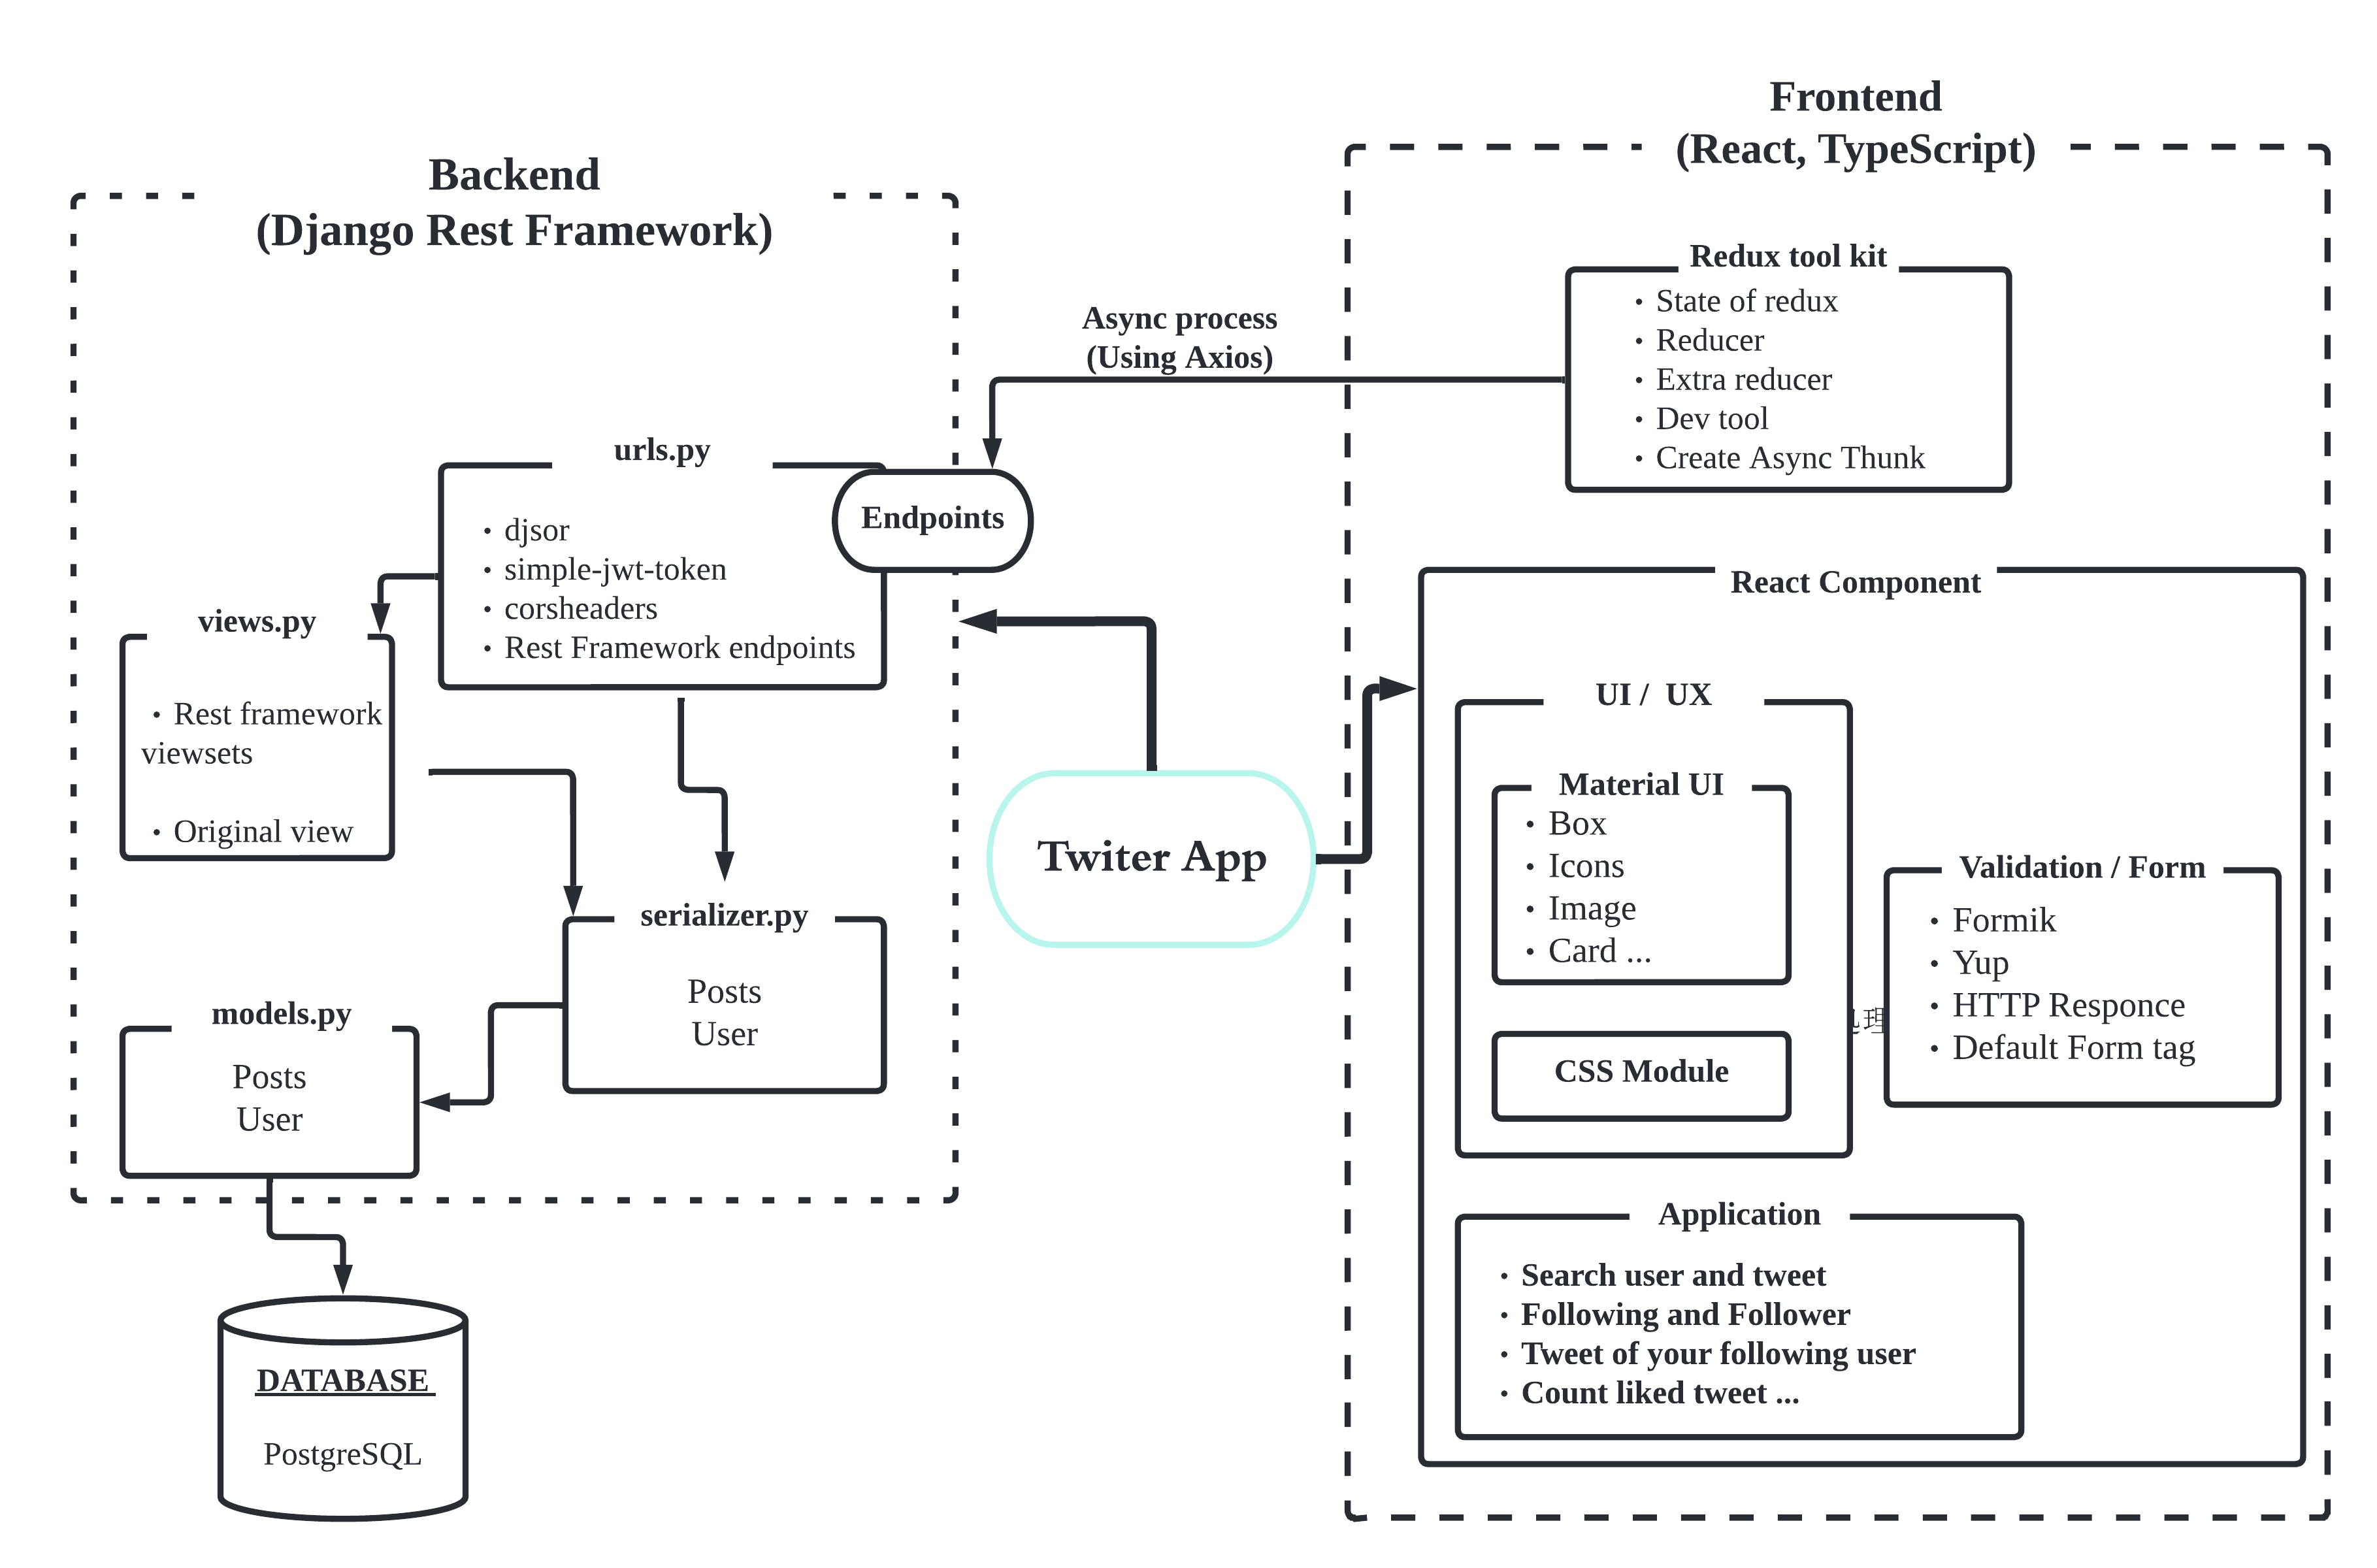 Backend
(Django Rest Framework)
urls.py
・djsor
・simple-jwt-token
・corsheaders
・Rest Framework endpoints
Endpoints
views.py
・Rest framework
viewsets
・Original view
serializer.py
Posts
User
models.py
Posts
User
DATABASE
PostgreSQL
Async process
(Using Axios)
Twiter App
Frontend
(React, TypeScript)
Redux tool kit
・State of redux
・Reducer
・Extra reducer
・Dev tool
・Create Async Thunk
React Component
UI /  UX
Material UI
・Box
・Icons
・Image
・Card ...
CSS Module
理
Validation / Form
・Formik
・Yup
・HTTP Responce
・Default Form tag
Application
・Search user and tweet
・Following and Follower
・Tweet of your following user
・Count liked tweet ...